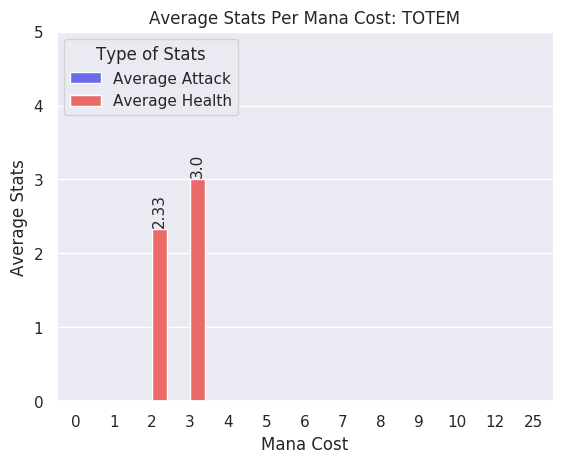 Average Stats Per Mana Cost: TOTEM
Type of Stats
Average Attack
Average Health
Average Stats
5
4
3
2
1
0
2.33
3.0
0 1 2 3 4 5 6 7 8 9 10 12 25
Mana Cost